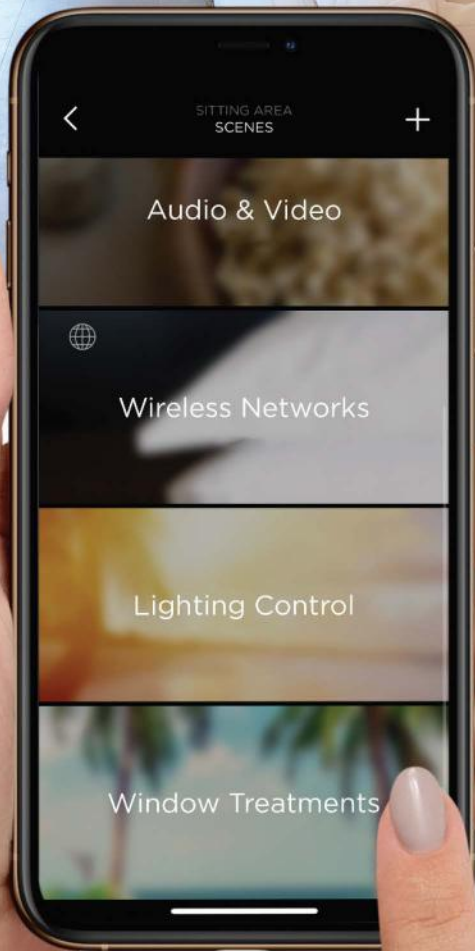 SITTING AREA
SCENES
Audio & Video
Wireless Networks
Lighting Control
Window Treatments